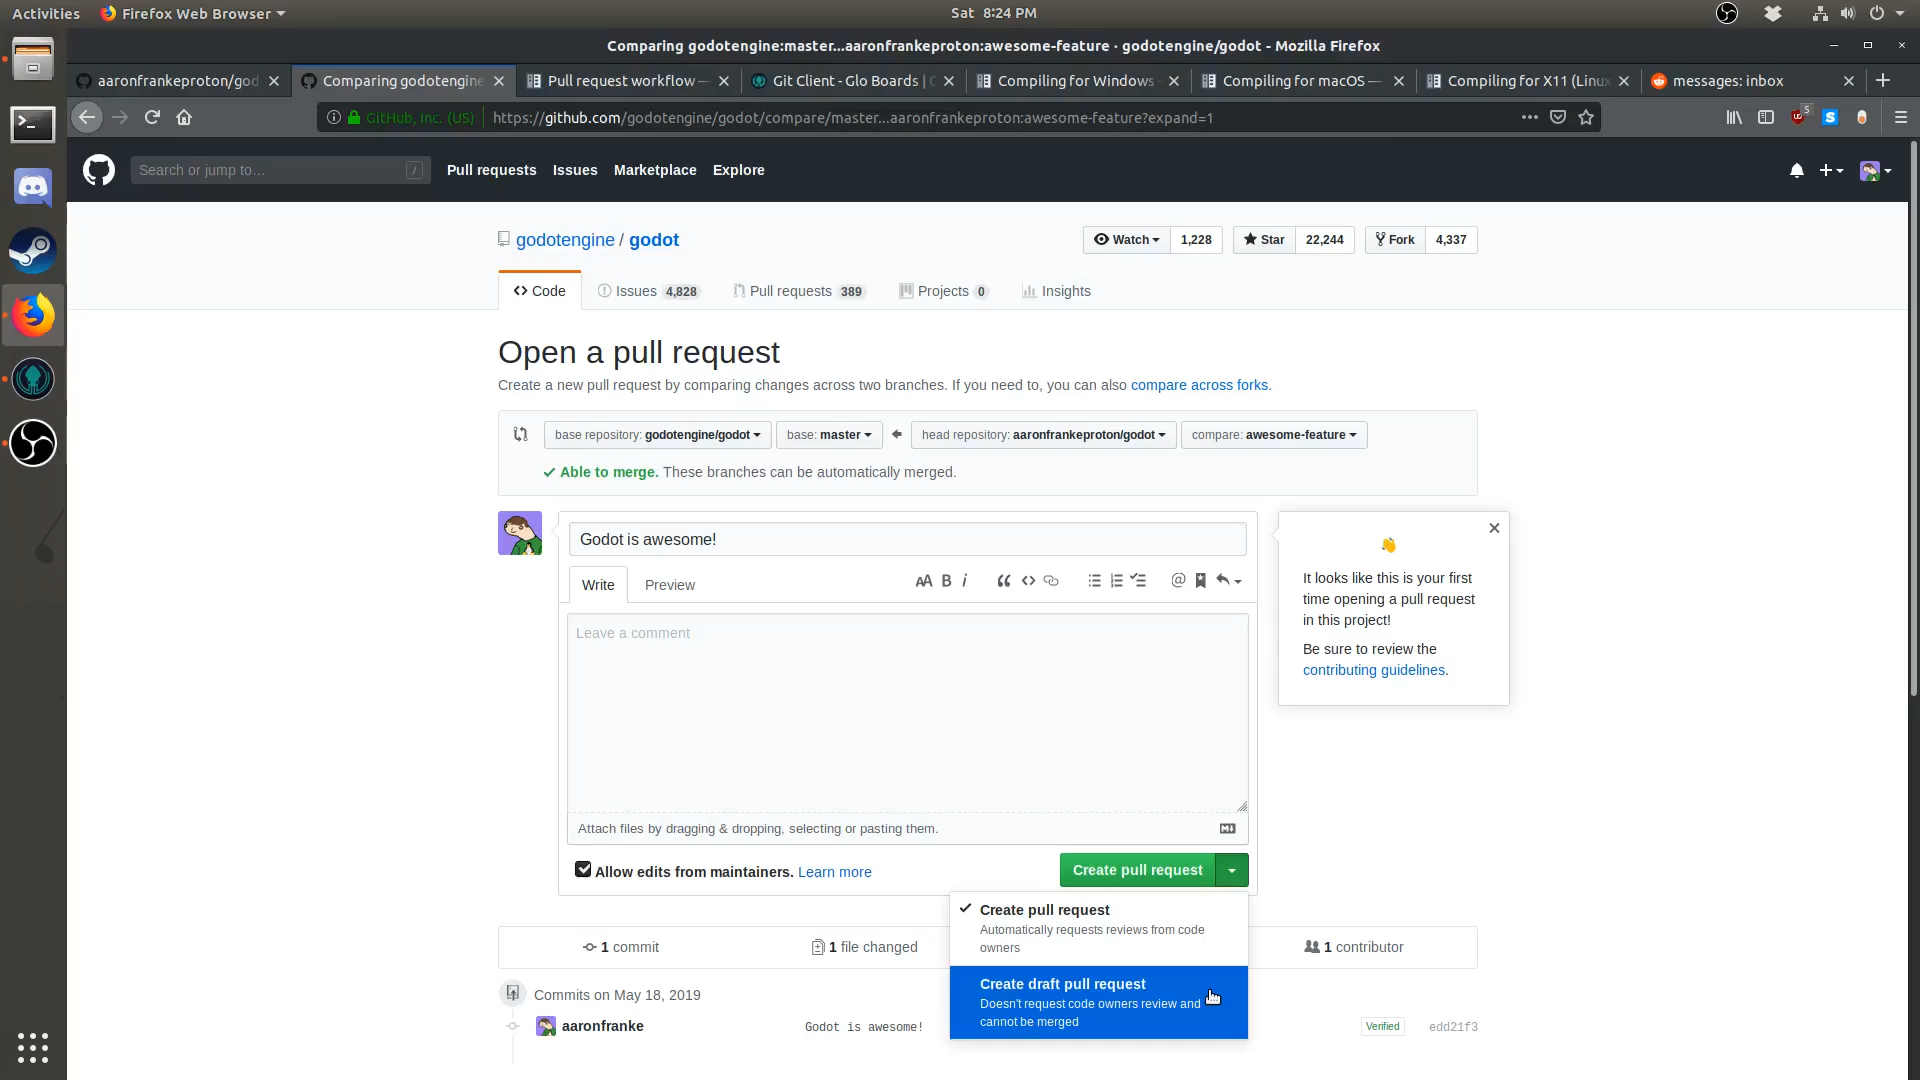 Activities Firefox Web Browser Sat 8:24 PM
Comparing godotengine:master...aaronfrankeproton:awesome-feature · godotengine/godot - Mozilla Firefox
aaronfrankeproton/god Comparing godotengine Pull request workflow — Git Client - Glo Boards | Compiling for Windows Compiling for macOS — Compiling for X11 (Linux messages: inbox
GitHub, Inc. (US) https://github.com/godotengine/godot/compare/master...aaronfrankeproton:awesome-feature?expand=1 5
Search or jump to… / Pull requests Issues Marketplace Explore
godotengine / godot Watch 1,228 Star 22,244 Fork 4,337
Code Issues 4,828 Pull requests 389 Projects 0 Insights
Open a pull request
Create a new pull request by comparing changes across two branches. If you need to, you can also compare across forks.
base repository: godotengine/godot base: master head repository: aaronfrankeproton/godot compare: awesome-feature
Able to merge. These branches can be automatically merged.
Godot is awesome!
Write Preview AA B i @
Leave a comment
Attach files by dragging & dropping, selecting or pasting them.
It looks like this is your first
time opening a pull request
in this project!
Be sure to review the
contributing guidelines.
Allow edits from maintainers. Learn more Create pull request
Create pull request
Automatically requests reviews from code
owners
Create draft pull request
Doesn't request code owners review and
cannot be merged
1 commit 1 file changed 1 contributor
Commits on May 18, 2019
aaronfranke Godot is awesome! Verified edd21f3